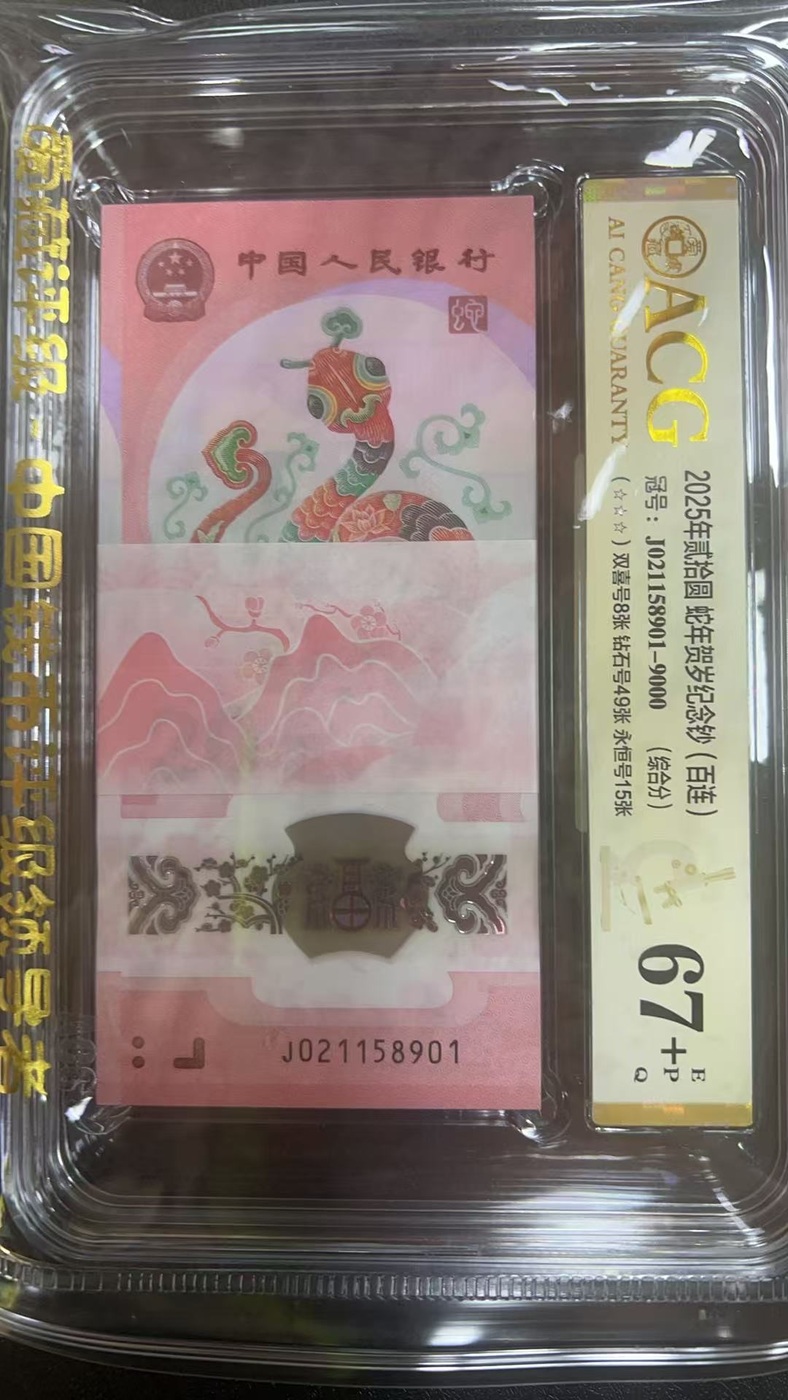 爱藏评级·中国钱币评级领导者
中国人民银行
蛇
J021158901
ACG
AI CANG GUARANTY
2025年贰拾圆 蛇年贺岁纪念钞（百连）
冠号：J021158901-9000 （综合分）
（☆☆☆）双喜号8张 钻石号49张 永恒号15张
67+
E
P
Q